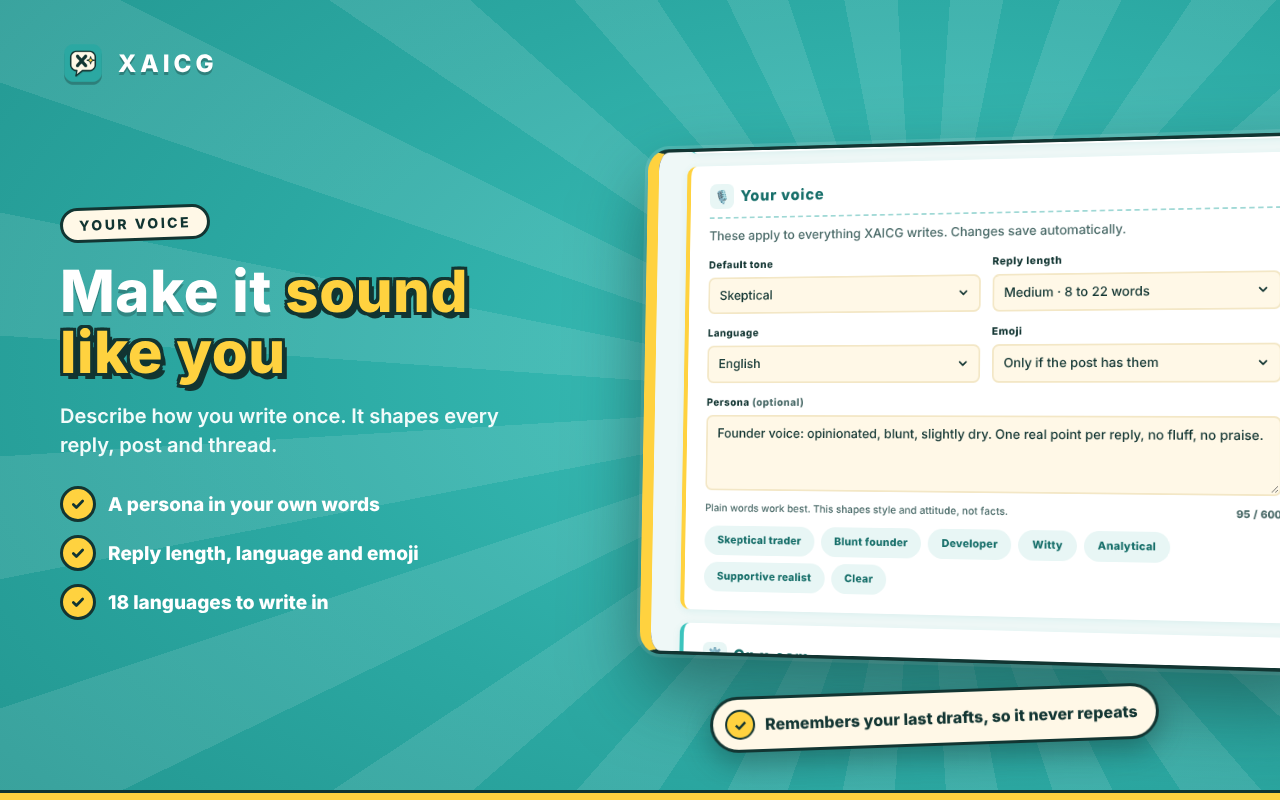 XAICG
YOUR VOICE
Make it sound
like you
Describe how you write once. It shapes every
reply, post and thread.
A persona in your own words
Reply length, language and emoji
18 languages to write in
Your voice
These apply to everything XAICG writes. Changes save automatically.
Default tone
Reply length
Skeptical
Medium · 8 to 22 words
Language
Emoji
English
Only if the post has them
Persona (optional)
Founder voice: opinionated, blunt, slightly dry. One real point per reply, no fluff, no praise.
Plain words work best. This shapes style and attitude, not facts.
95 / 600
Skeptical trader
Blunt founder
Developer
Witty
Analytical
Supportive realist
Clear
Remembers your last drafts, so it never repeats